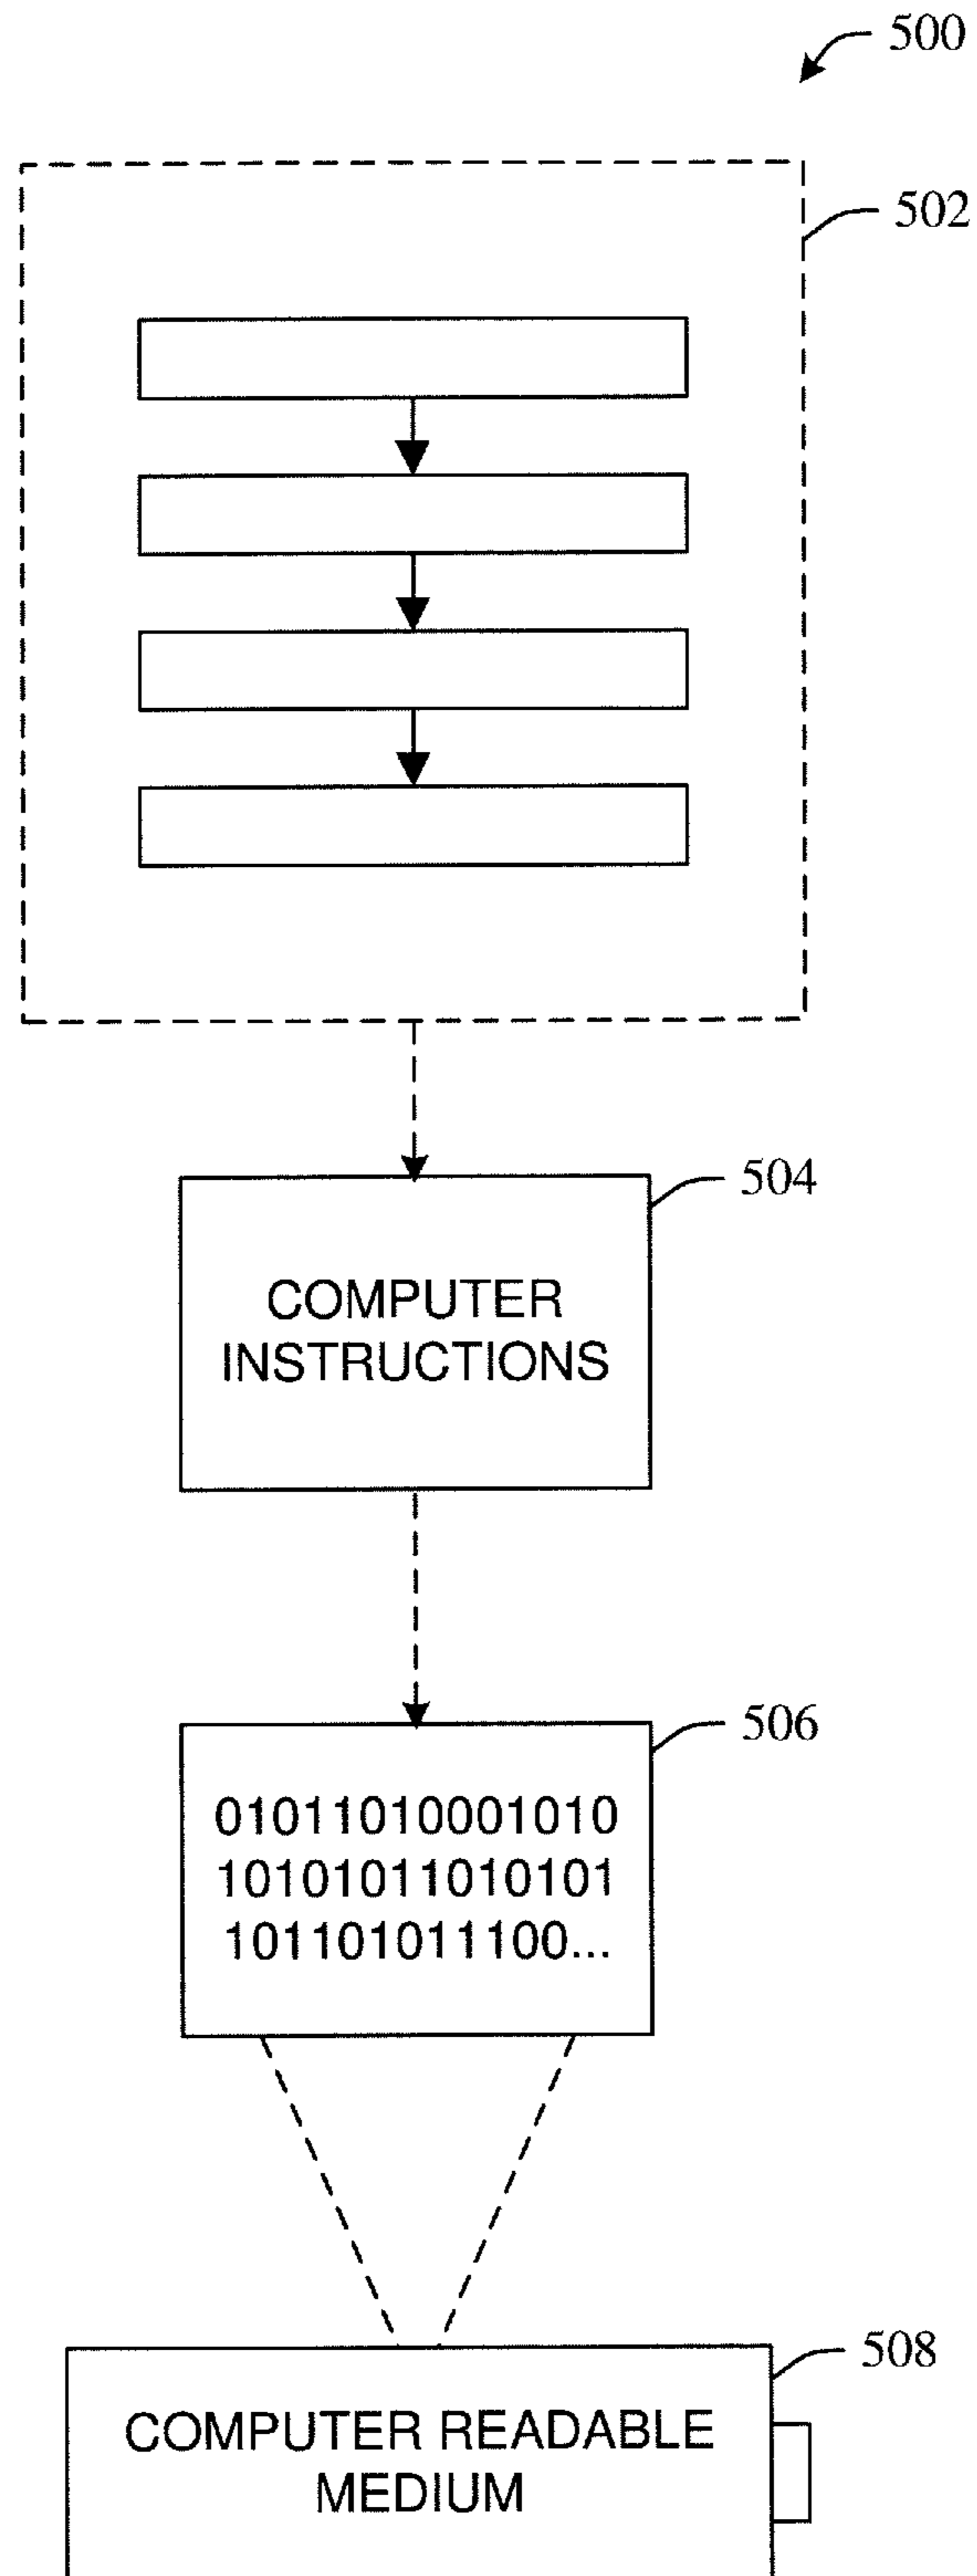 500
502
504
COMPUTER
INSTRUCTIONS
506
01011010001010
10101011010101
101101011100...
508
COMPUTER READABLE
MEDIUM